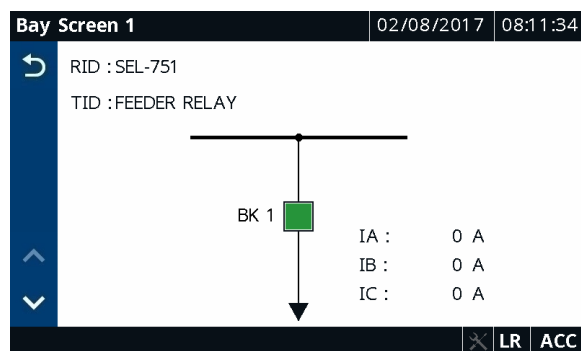 Bay Screen 1 02/08/2017 08:11:34
RID : SEL-751
TID : FEEDER RELAY
BK 1
IA : 0 A
IB : 0 A
IC : 0 A
LR ACC